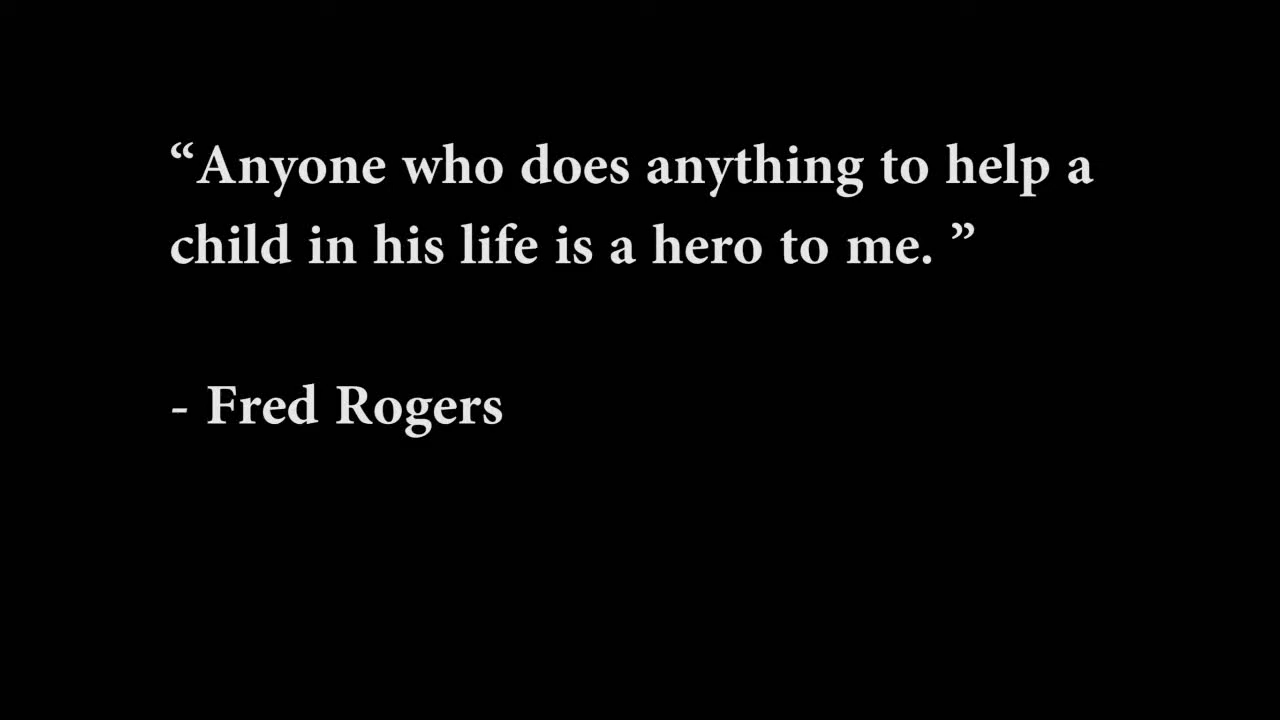 “Anyone who does anything to help a
child in his life is a hero to me. ”
- Fred Rogers